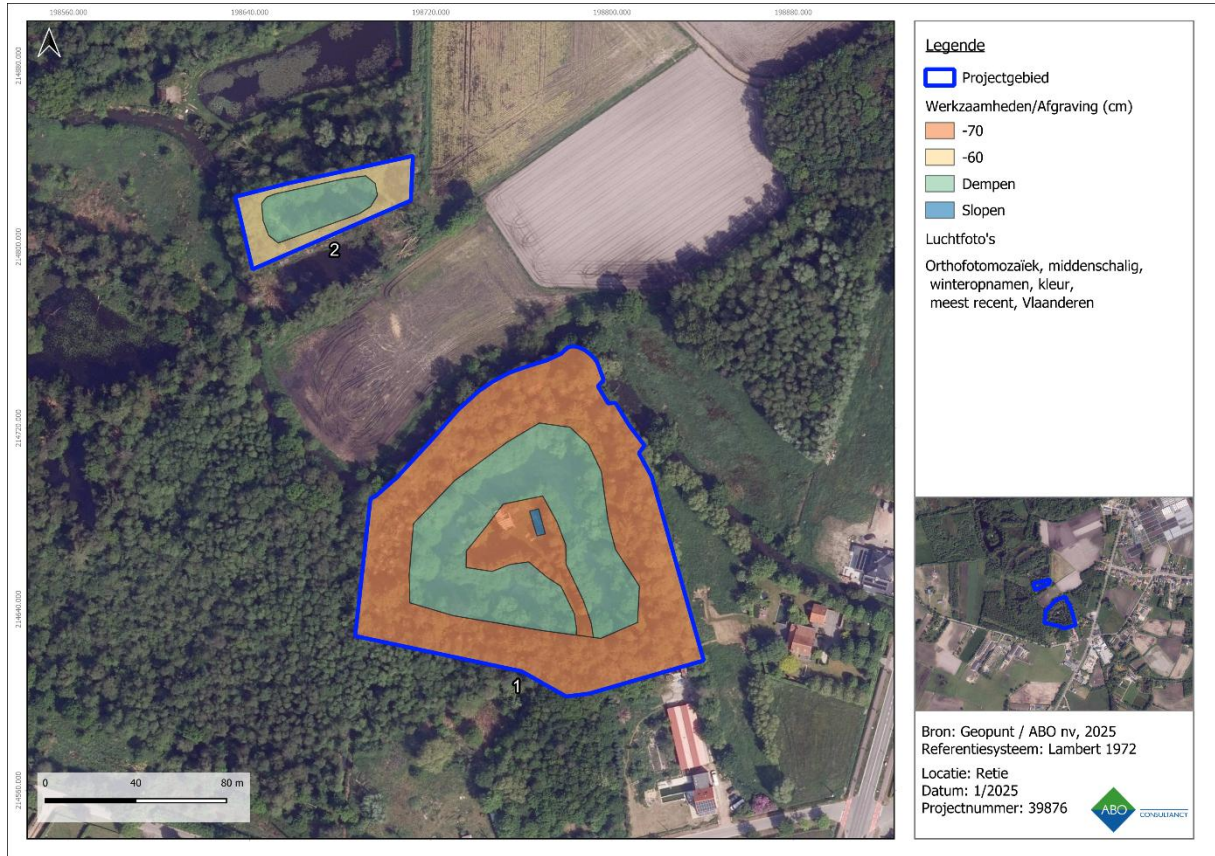 198560.000 198640.000 198720.000 198800.000 198880.000
214880.000
214800.000
214720.000
214640.000
214560.000
2
1
0 40 80 m
Legende
Projectgebied
Werkzaamheden/Afgraving (cm)
-70
-60
Dempen
Slopen
Luchtfoto's
Orthofotomozaïek, middenschalig,
winteropnamen, kleur,
meest recent, Vlaanderen
Bron: Geopunt / ABO nv, 2025
Referentiesysteem: Lambert 1972
Locatie: Retie
Datum: 1/2025
Projectnummer: 39876
ABO
CONSULTANCY